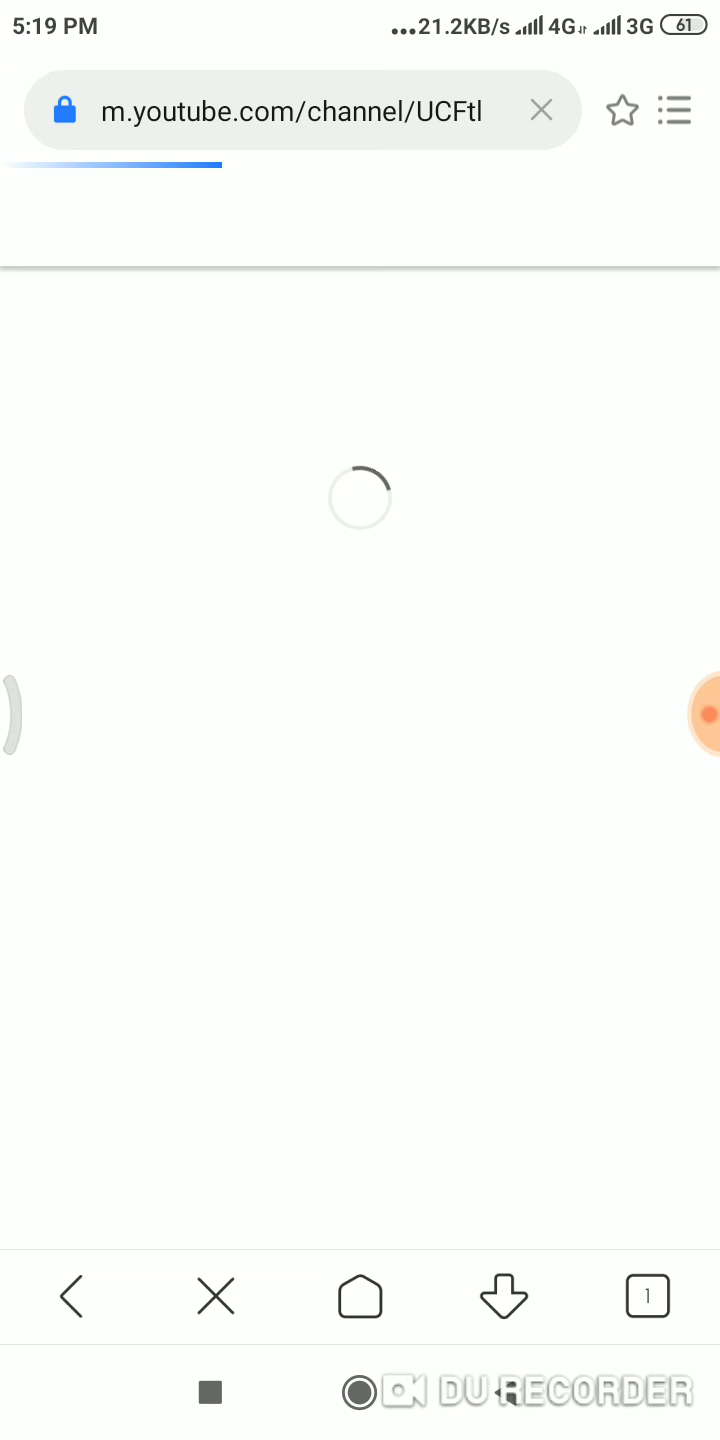 5:19 PM
...21.2KB/s 4G 3G 61
m.youtube.com/channel/UCFtl
1
DU RECORDER